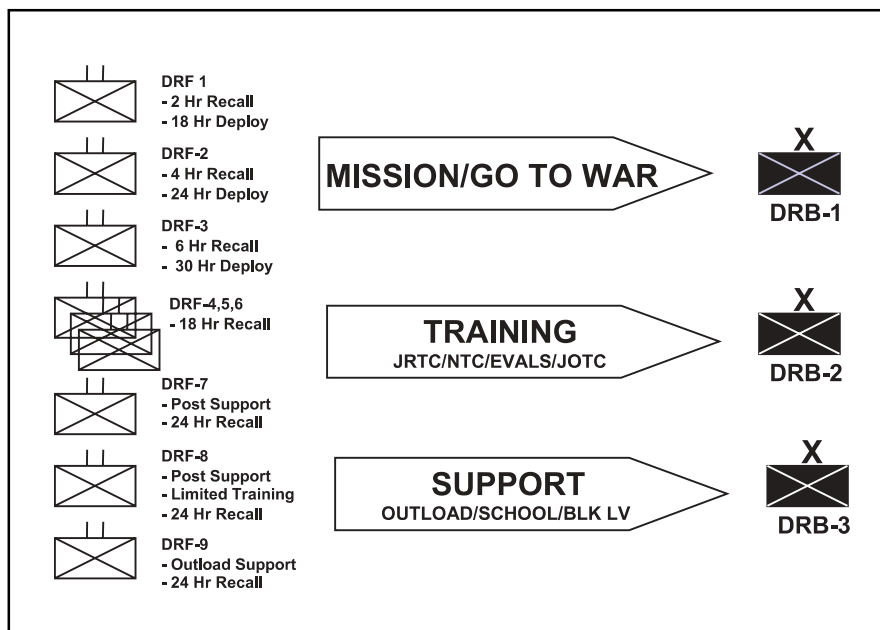 DRF 1
- 2 Hr Recall
- 18 Hr Deploy
DRF-2
- 4 Hr Recall
- 24 Hr Deploy
DRF-3
- 6 Hr Recall
- 30 Hr Deploy
DRF-4,5,6
- 18 Hr Recall
DRF-7
- Post Support
- 24 Hr Recall
DRF-8
- Post Support
- Limited Training
- 24 Hr Recall
DRF-9
- Outload Support
- 24 Hr Recall
MISSION/GO TO WAR
TRAINING
JRTC/NTC/EVALS/JOTC
SUPPORT
OUTLOAD/SCHOOL/BLK LV
X
DRB-1
X
DRB-2
X
DRB-3